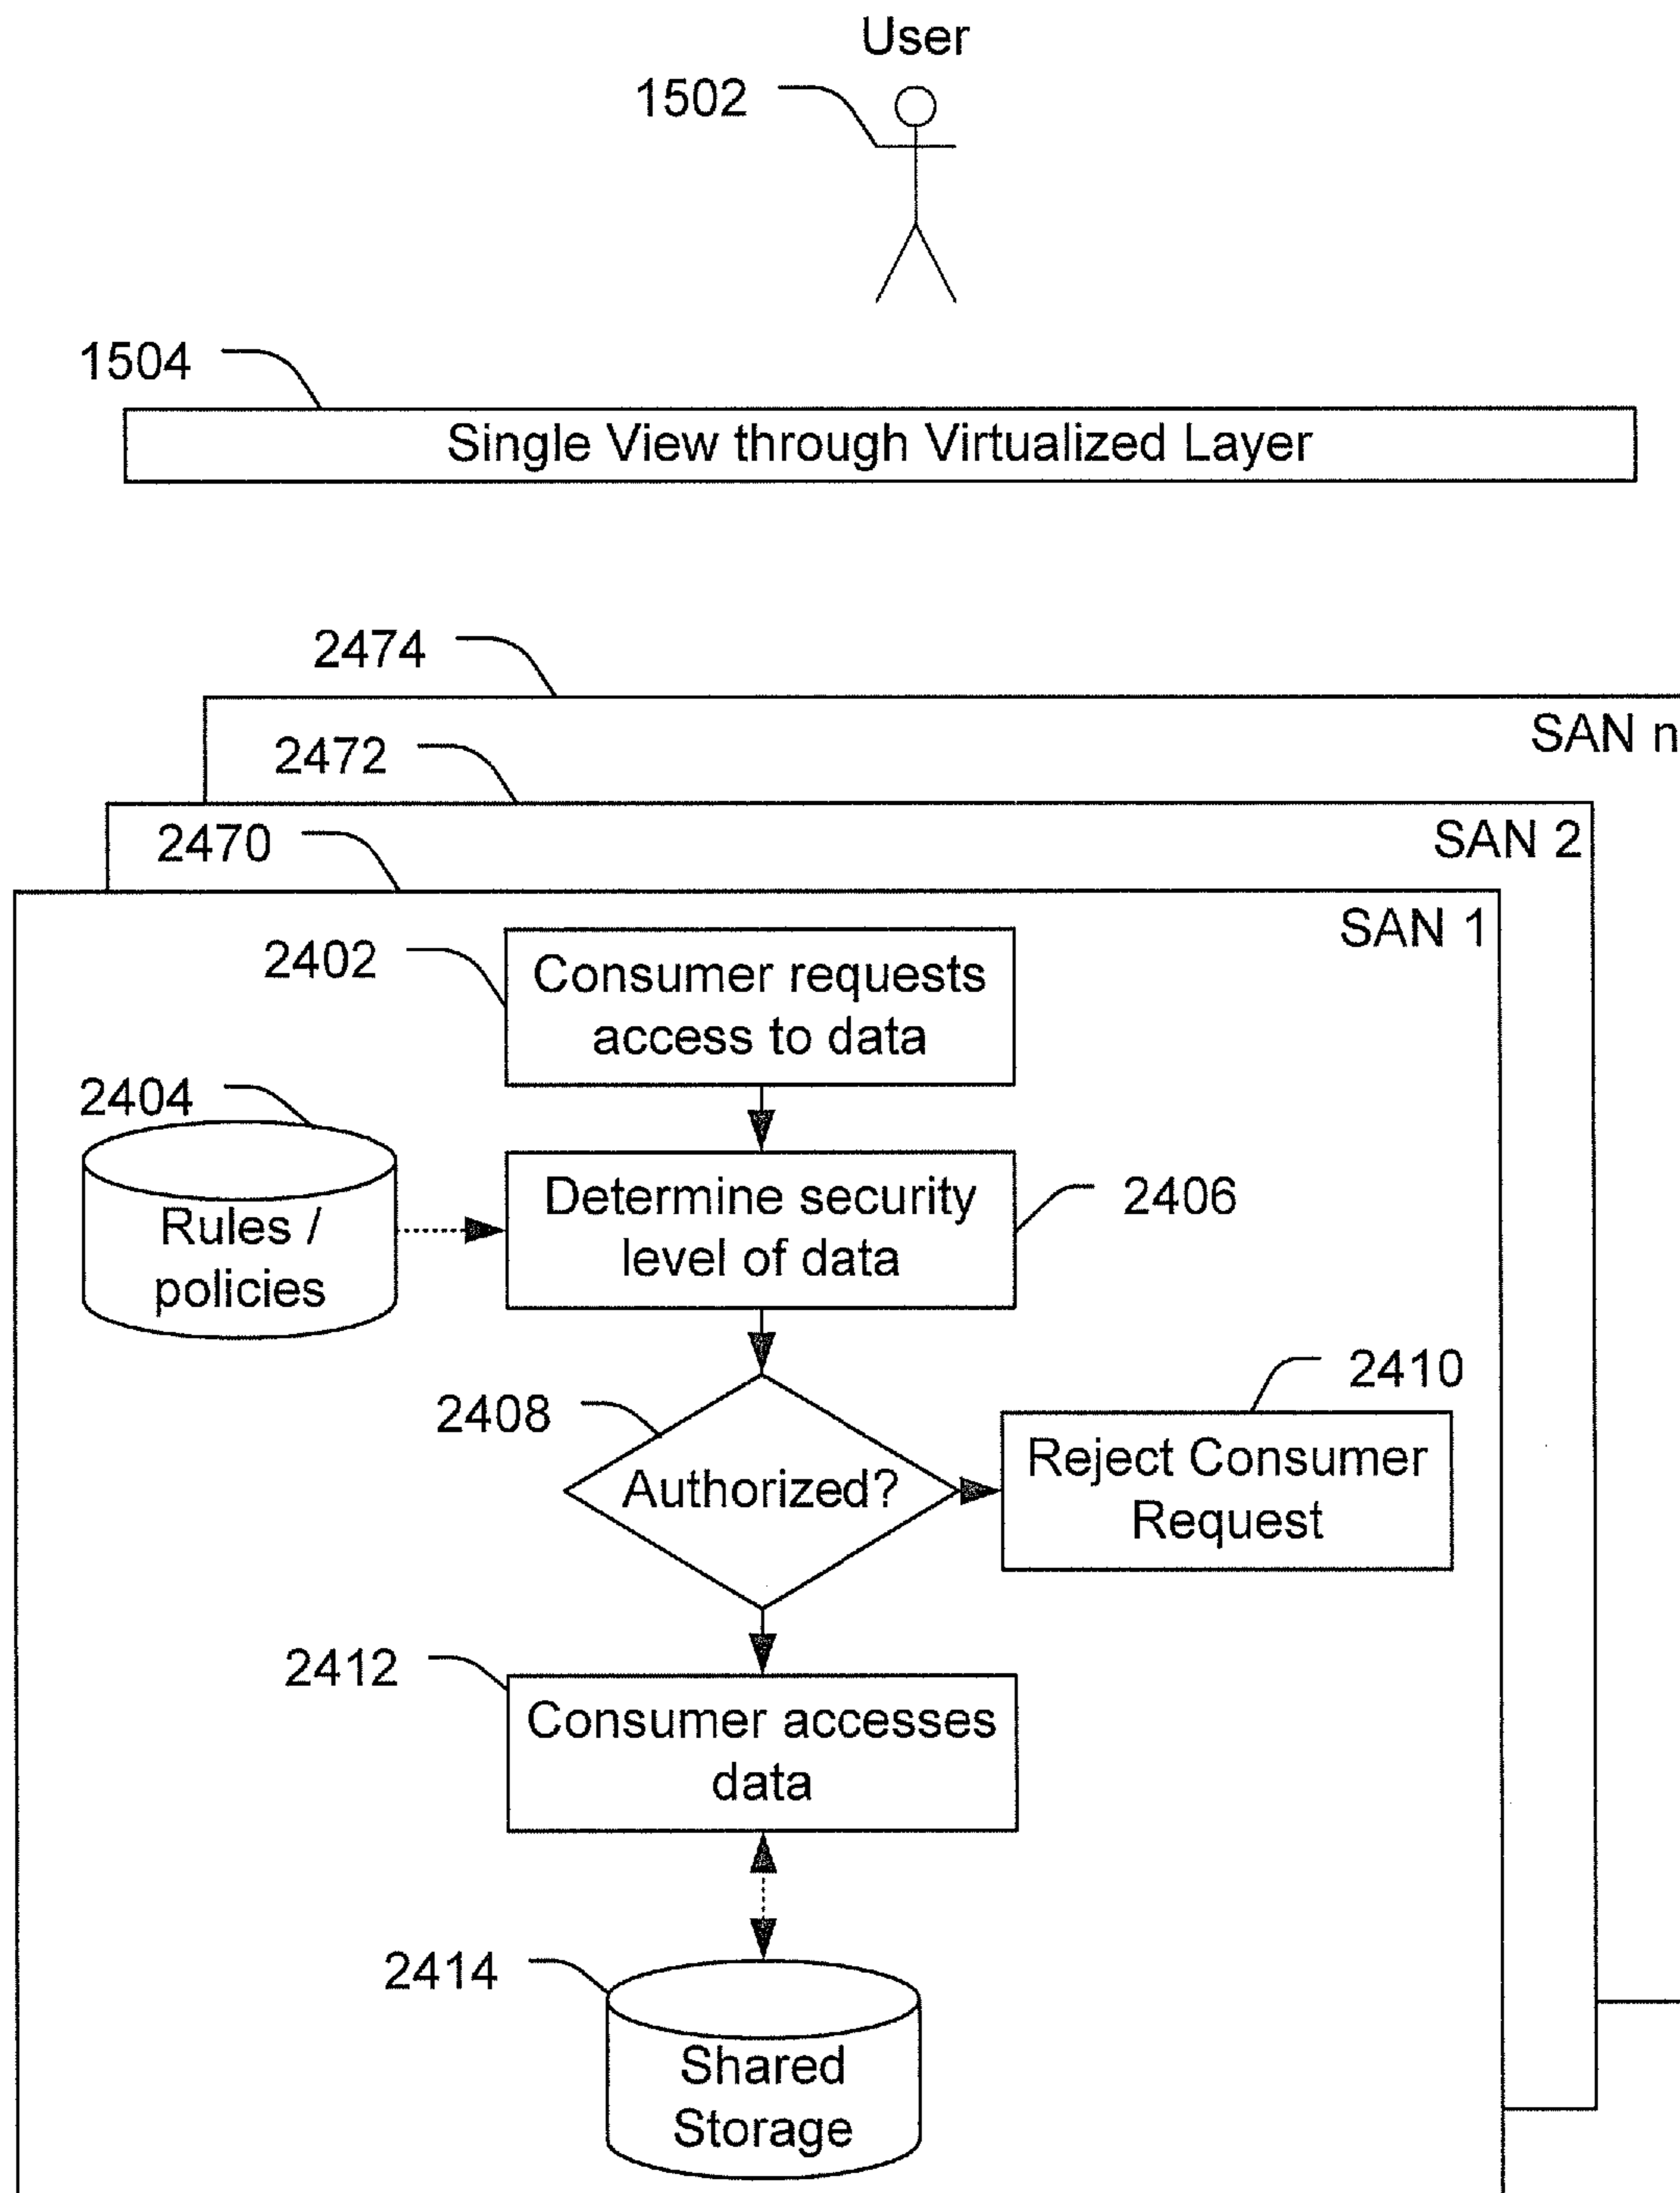 User
1502
1504
Single View through Virtualized Layer
2474
SAN n
2472
SAN 2
2470
SAN 1
2402
Consumer requests
access to data
2404
Rules /
policies
Determine security
level of data
2406
2408
Authorized?
2410
Reject Consumer
Request
2412
Consumer accesses
data
2414
Shared
Storage